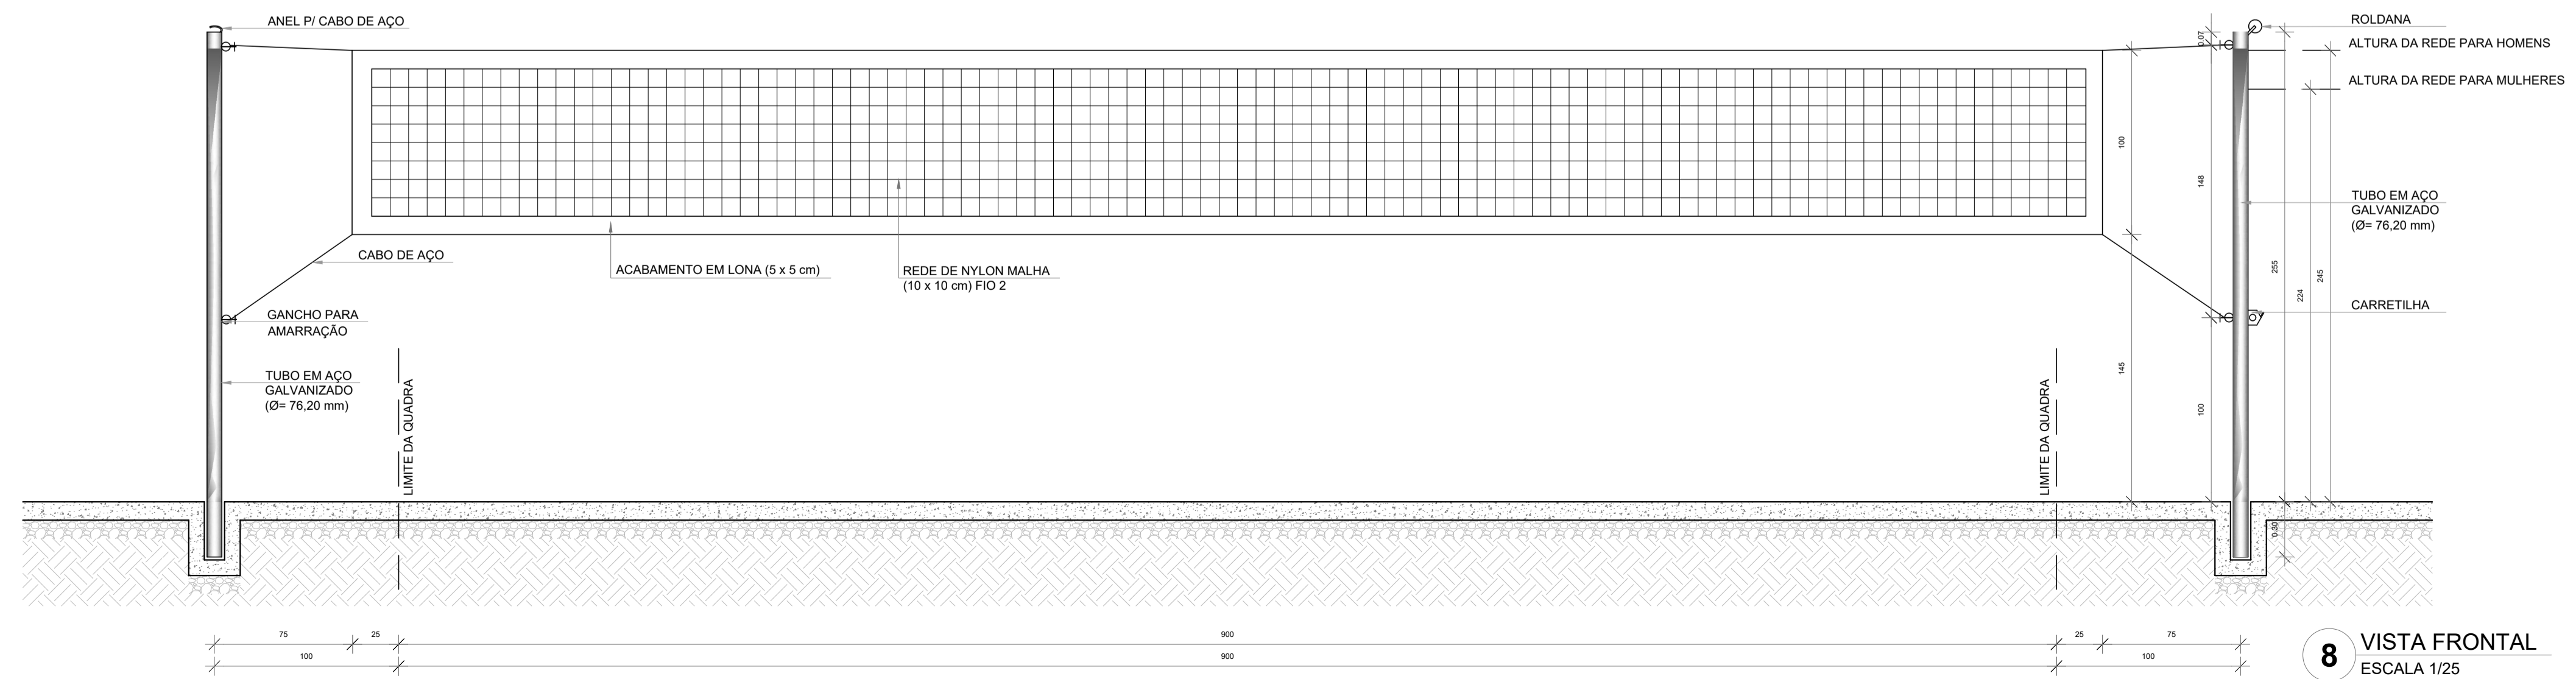 ANEL P/ CABO DE AÇO
ROLDANA
ALTURA DA REDE PARA HOMENS
ALTURA DA REDE PARA MULHERES
0.07
100
148
TUBO EM AÇO
GALVANIZADO
(Ø= 76,20 mm)
CABO DE AÇO
ACABAMENTO EM LONA (5 x 5 cm)
REDE DE NYLON MALHA
(10 x 10 cm) FIO 2
255
224
245
GANCHO PARA
AMARRAÇÃO
CARRETILHA
TUBO EM AÇO
GALVANIZADO
(Ø= 76,20 mm)
LIMITE DA QUADRA
LIMITE DA QUADRA
145
100
0.30
75
25
900
25
75
100
900
100
8
VISTA FRONTAL
ESCALA 1/25